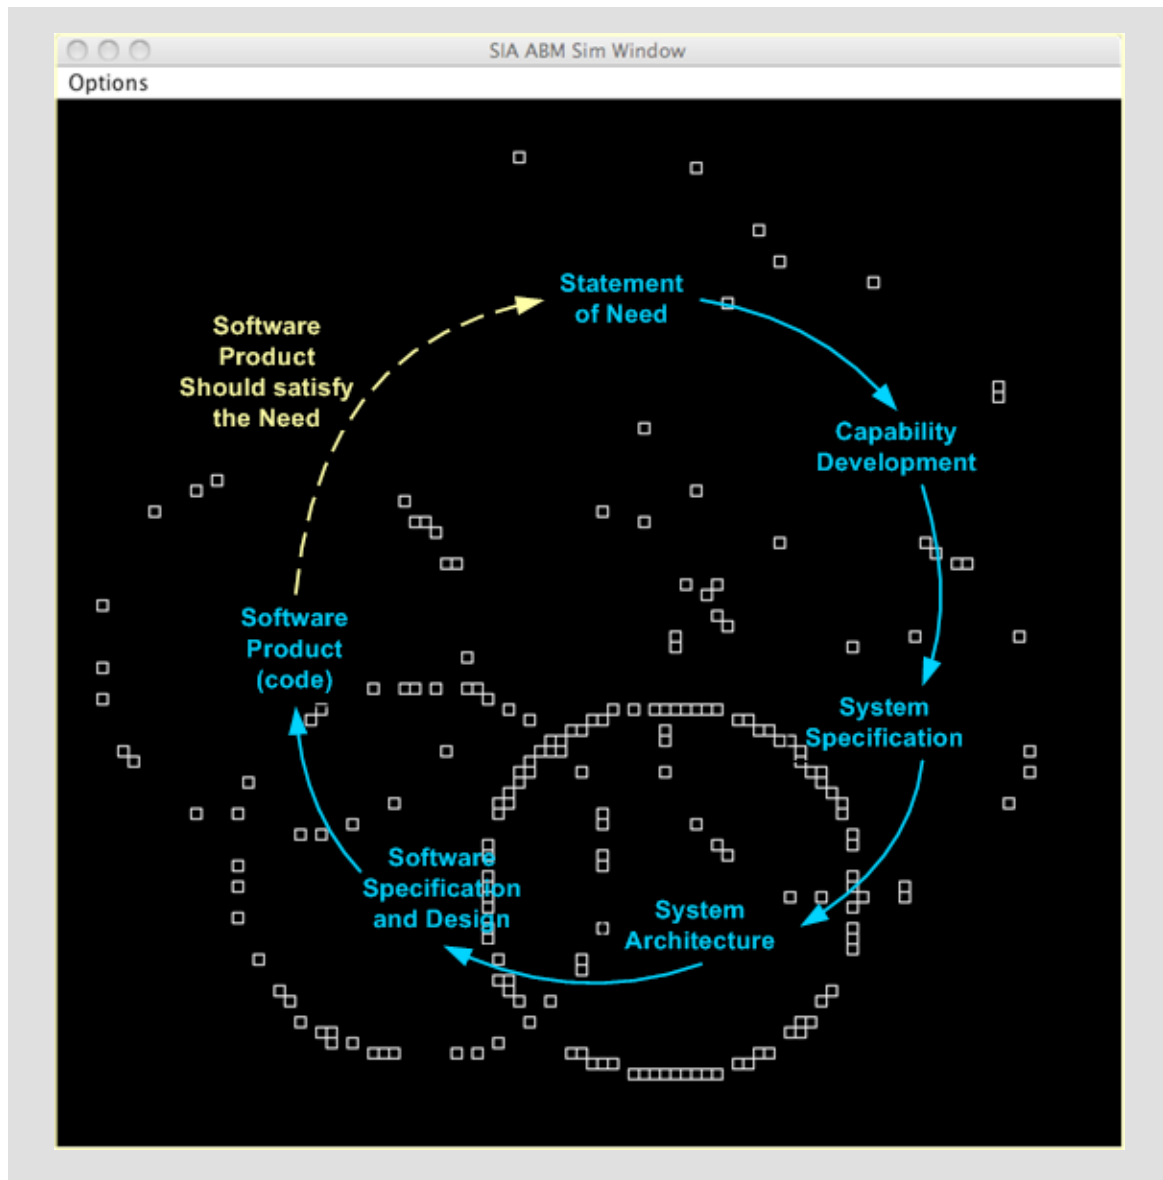 SIA ABM Sim Window
Options
Statement
of Need
Software
Product
Should satisfy
the Need
Capability
Development
Software
Product
(code)
System
Specification
Software
Specification
and Design
System
Architecture